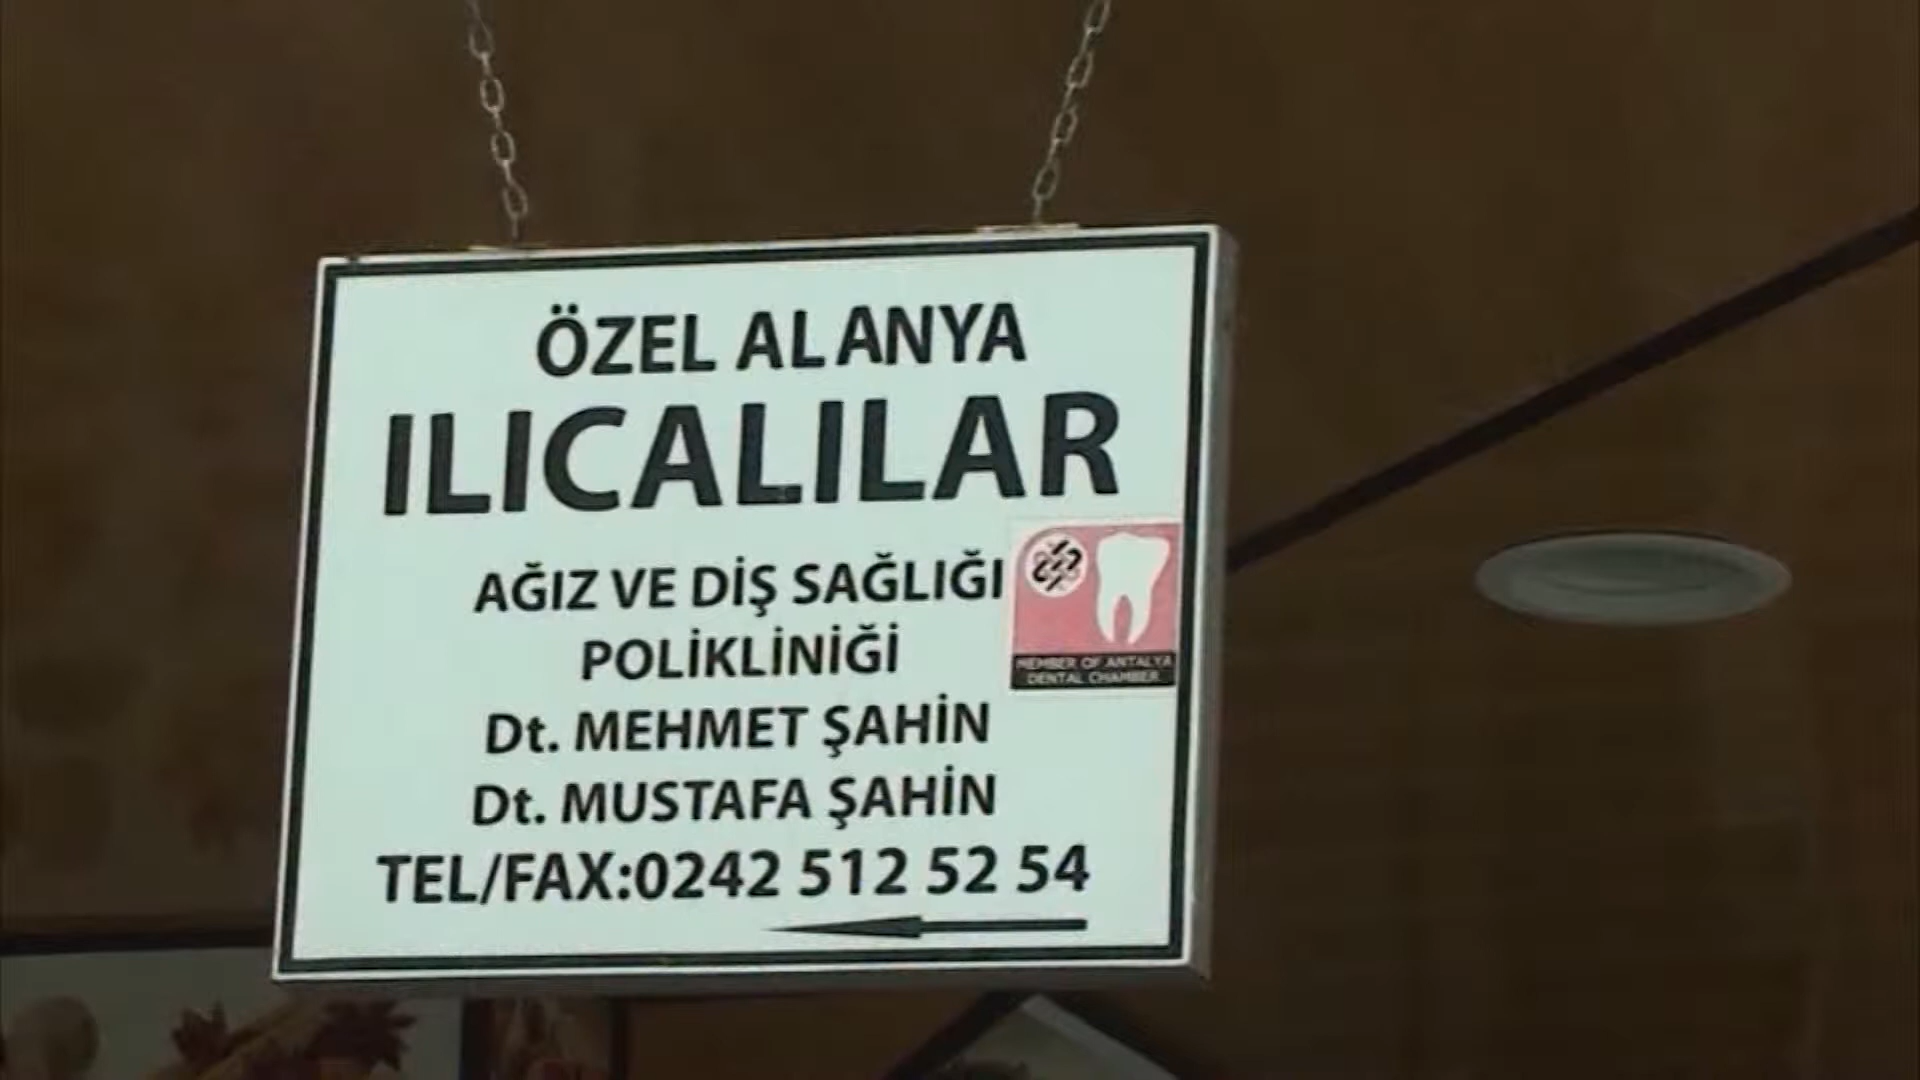 ÖZEL ALANYA
ILICALILAR
AĞIZ VE DİŞ SAĞLIĞI
POLİKLİNİĞİ
MEMBER OF ANTALYA
DENTAL CHAMBER
Dt. MEHMET ŞAHİN
Dt. MUSTAFA ŞAHİN
TEL/FAX:0242 512 52 54